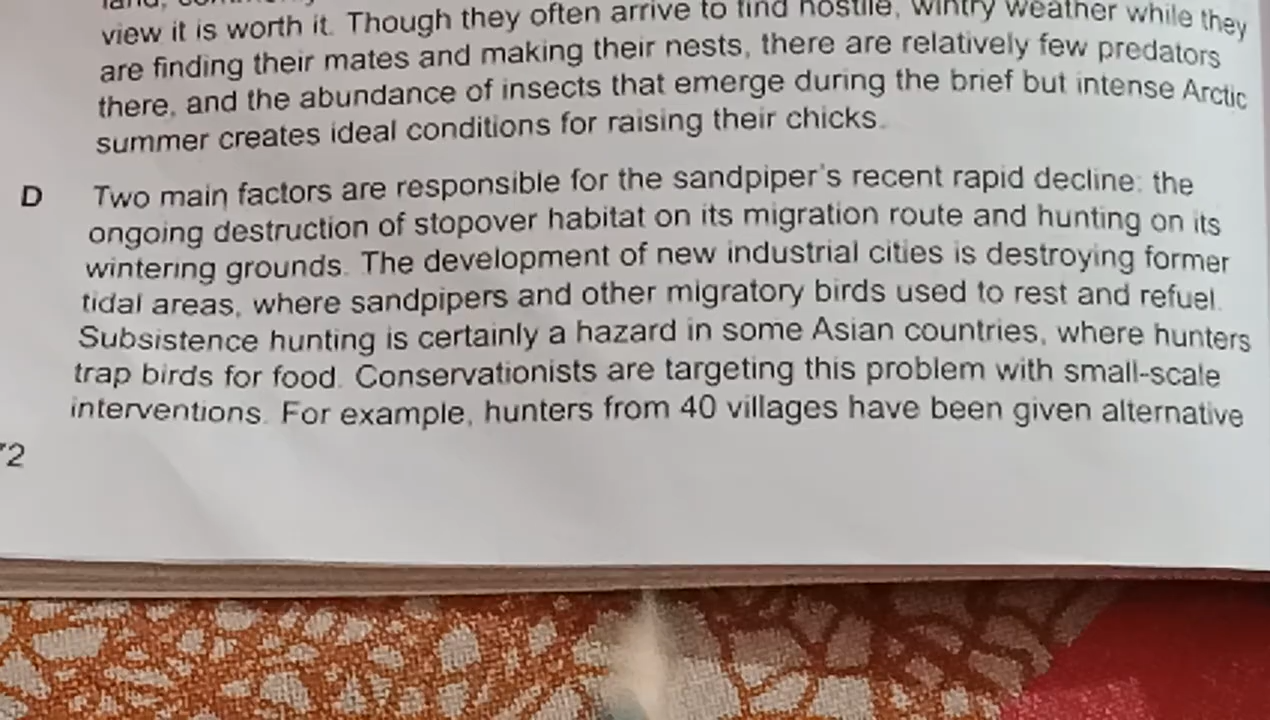 view it is worth it. Though they often arrive to find hostile, wintry weather while they
are finding their mates and making their nests, there are relatively few predators
there, and the abundance of insects that emerge during the brief but intense Arctic
summer creates ideal conditions for raising their chicks.
D Two main factors are responsible for the sandpiper's recent rapid decline: the
ongoing destruction of stopover habitat on its migration route and hunting on its
wintering grounds. The development of new industrial cities is destroying former
tidal areas, where sandpipers and other migratory birds used to rest and refuel.
Subsistence hunting is certainly a hazard in some Asian countries, where hunters
trap birds for food. Conservationists are targeting this problem with small-scale
interventions. For example, hunters from 40 villages have been given alternative
2